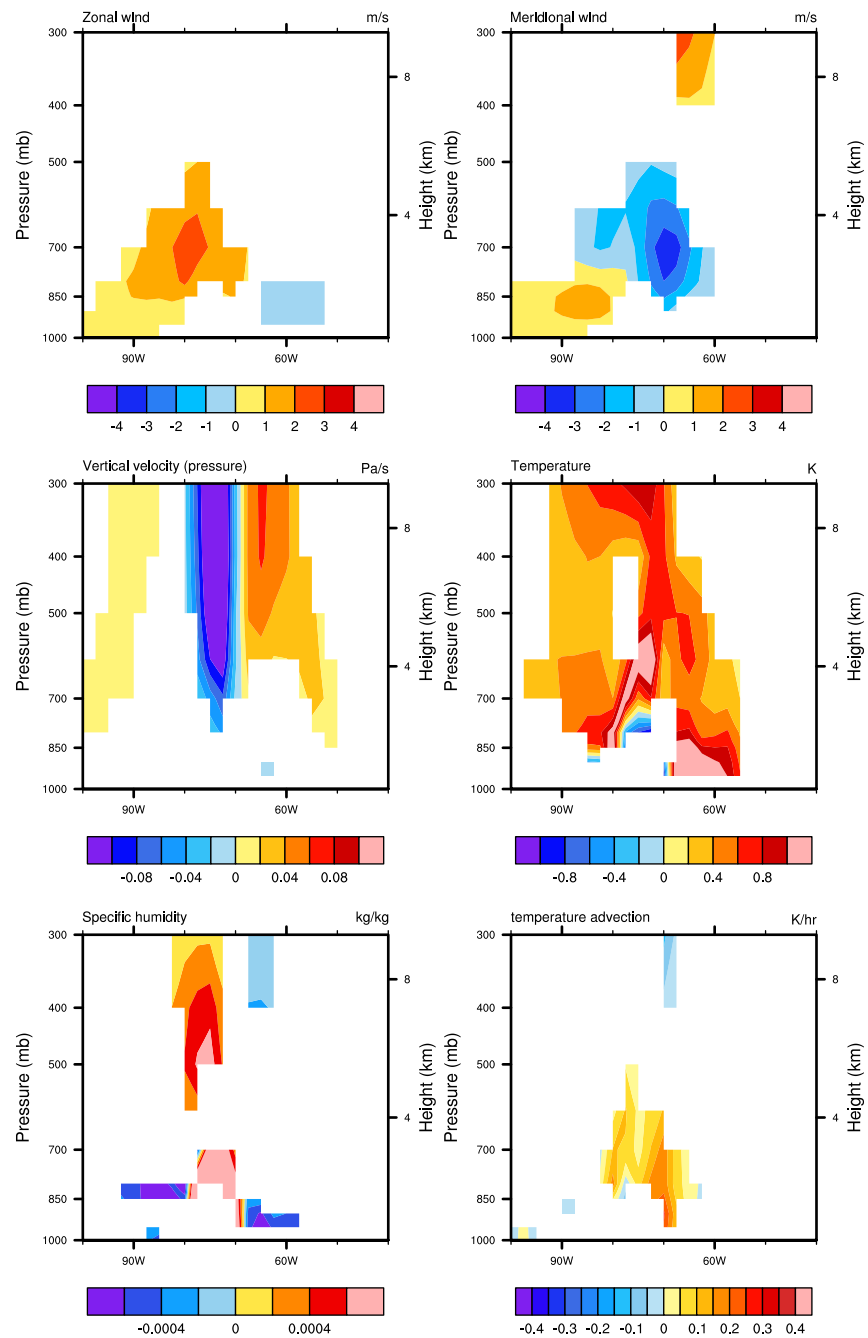 Zonal wind m/s
300
400
500
700
850
1000
Pressure (mb)
8
4
Height (km)
90W 60W
-4 -3 -2 -1 0 1 2 3 4
Meridional wind m/s
300
400
500
700
850
1000
Pressure (mb)
8
4
Height (km)
90W 60W
-4 -3 -2 -1 0 1 2 3 4
Vertical velocity (pressure) Pa/s
300
400
500
700
850
1000
Pressure (mb)
8
4
Height (km)
90W 60W
-0.08 -0.04 0 0.04 0.08
Temperature K
300
400
500
700
850
1000
Pressure (mb)
8
4
Height (km)
90W 60W
-0.8 -0.4 0 0.4 0.8
Specific humidity kg/kg
300
400
500
700
850
1000
Pressure (mb)
8
4
Height (km)
90W 60W
-0.0004 0 0.0004
temperature advection K/hr
300
400
500
700
850
1000
Pressure (mb)
8
4
Height (km)
90W 60W
-0.4 -0.3 -0.2 -0.1 0 0.1 0.2 0.3 0.4